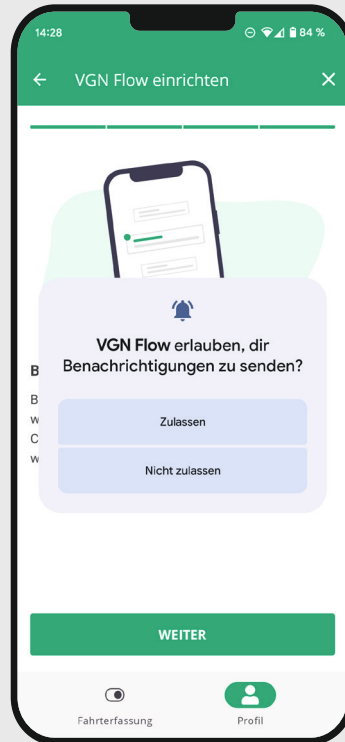 14:28
84 %
VGN Flow einrichten
VGN Flow erlauben, dir
Benachrichtigungen zu senden?
B
B
w
C
w
Zulassen
Nicht zulassen
WEITER
Fahrterfassung
Profil